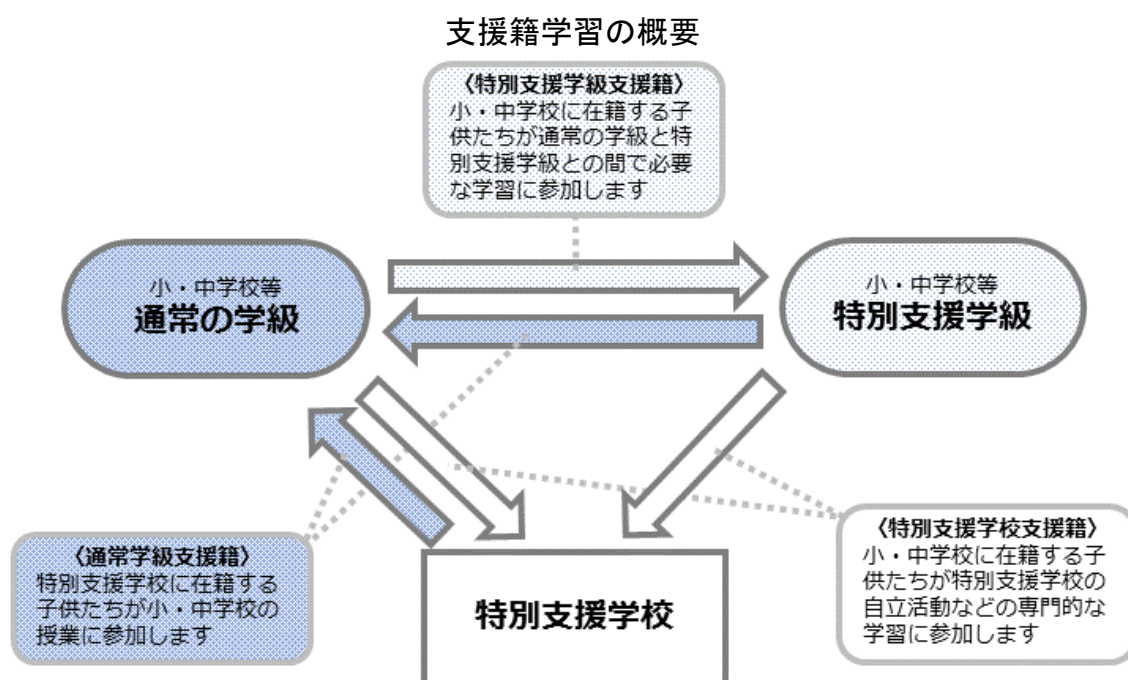 支援籍学習の概要
〈特別支援学級支援籍〉
小・中学校に在籍する子
供たちが通常の学級と特
別支援学級との間で必要
な学習に参加します
小・中学校等
通常の学級
小・中学校等
特別支援学級
〈通常学級支援籍〉
特別支援学校に在籍する
子供たちが小・中学校の
授業に参加します
特別支援学校
〈特別支援学校支援籍〉
小・中学校に在籍する子
供たちが特別支援学校の
自立活動などの専門的な
学習に参加します